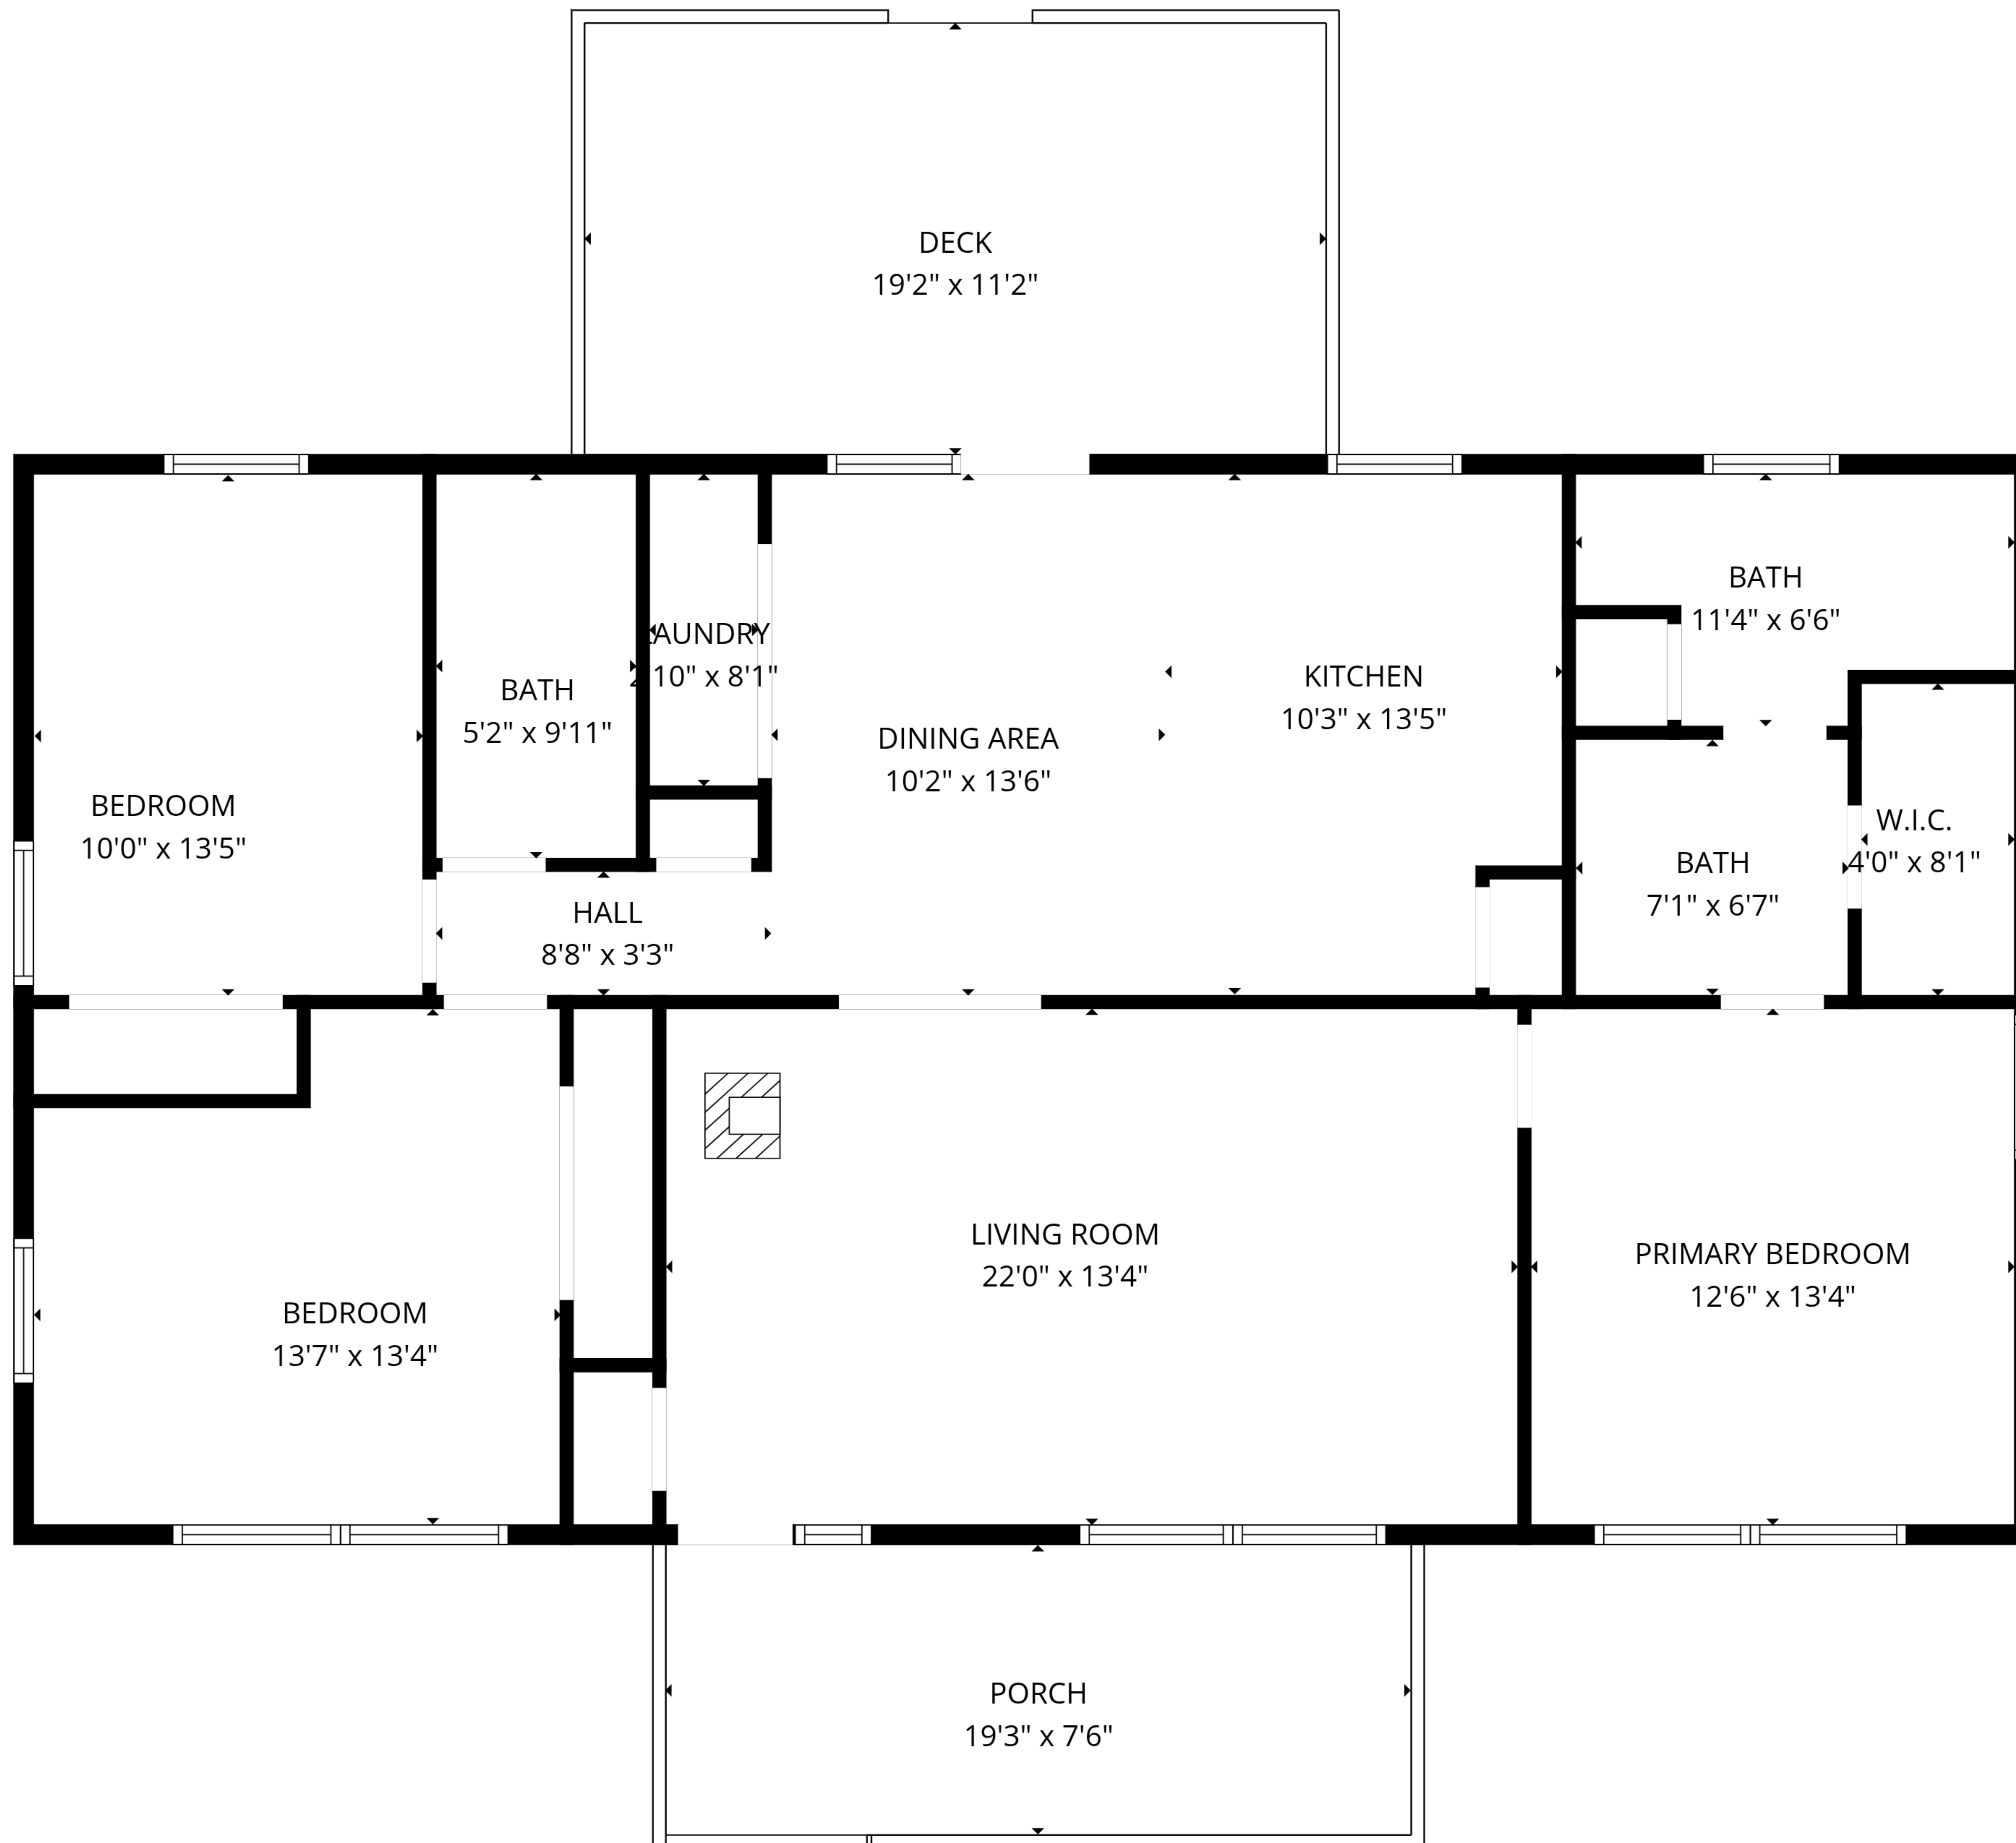 DECK
19'2" x 11'2"
BATH
11'4" x 6'6"
AUNDRY
10" x 8'1"
KITCHEN
10'3" x 13'5"
BATH
5'2" x 9'11"
DINING AREA
10'2" x 13'6"
BEDROOM
10'0" x 13'5"
W.I.C.
4'0" x 8'1"
BATH
7'1" x 6'7"
HALL
8'8" x 3'3"
LIVING ROOM
22'0" x 13'4"
PRIMARY BEDROOM
12'6" x 13'4"
BEDROOM
13'7" x 13'4"
PORCH
19'3" x 7'6"